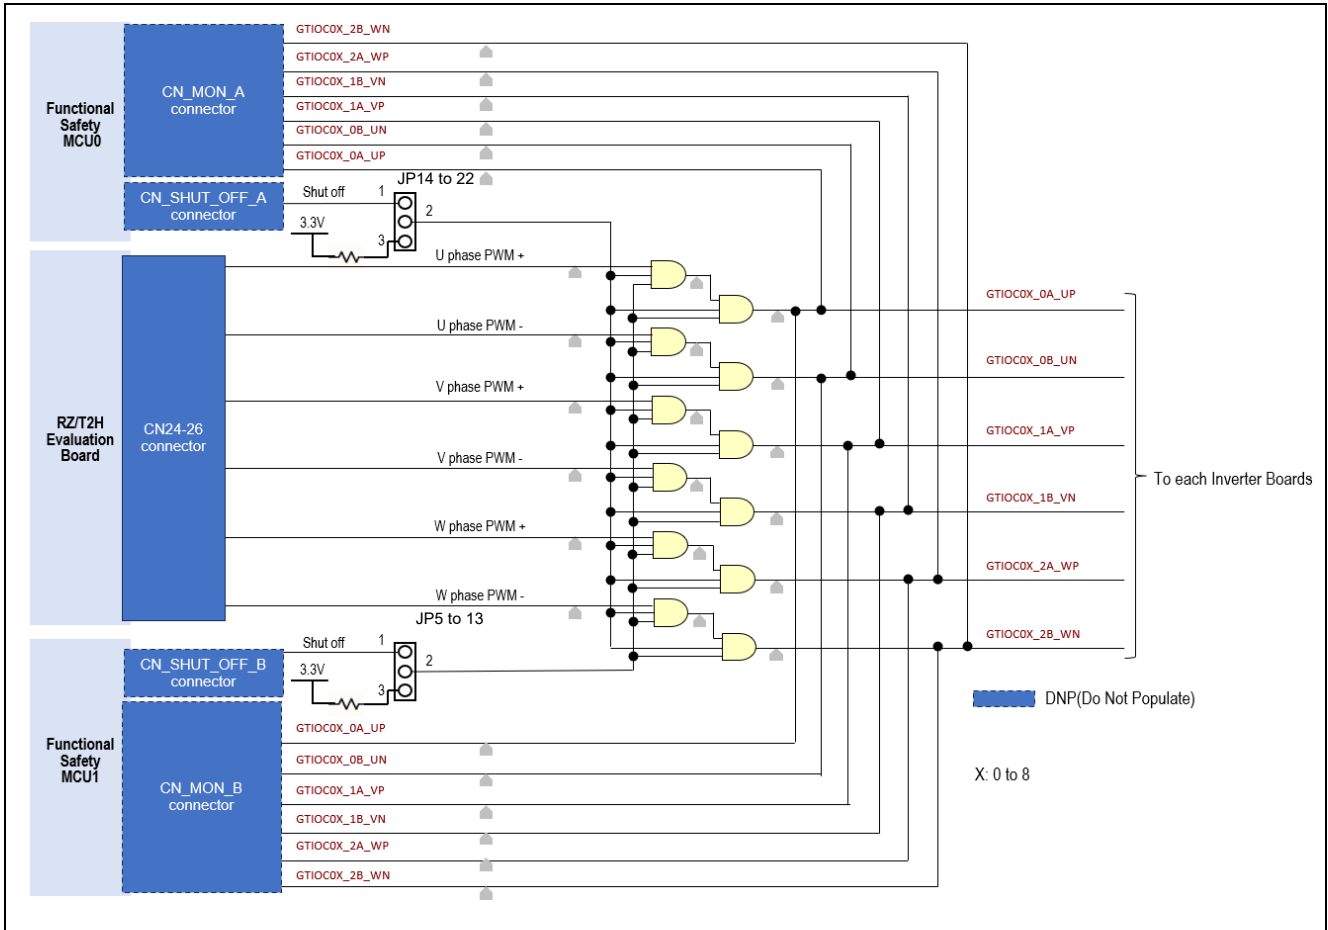 GTIOC0X_2B_WN
GTIOC0X_2A_WP
GTIOC0X_1B_VN
GTIOC0X_1A_VP
GTIOC0X_0B_UN
GTIOC0X_0A_UP
Functional
Safety
MCU0
CN_MON_A
connector
CN_SHUT_OFF_A
connector
Shut off
3.3V
JP14 to 22
1
2
3
RZ/T2H
Evaluation
Board
CN24-26
connector
U phase PWM +
U phase PWM -
V phase PWM +
V phase PWM -
W phase PWM +
W phase PWM -
GTIOC0X_0A_UP
GTIOC0X_0B_UN
GTIOC0X_1A_VP
GTIOC0X_1B_VN
GTIOC0X_2A_WP
GTIOC0X_2B_WN
To each Inverter Boards
JP5 to 13
Functional
Safety
MCU1
CN_SHUT_OFF_B
connector
Shut off
3.3V
1
2
3
CN_MON_B
connector
GTIOC0X_0A_UP
GTIOC0X_0B_UN
GTIOC0X_1A_VP
GTIOC0X_1B_VN
GTIOC0X_2A_WP
GTIOC0X_2B_WN
DNP(Do Not Populate)
X: 0 to 8